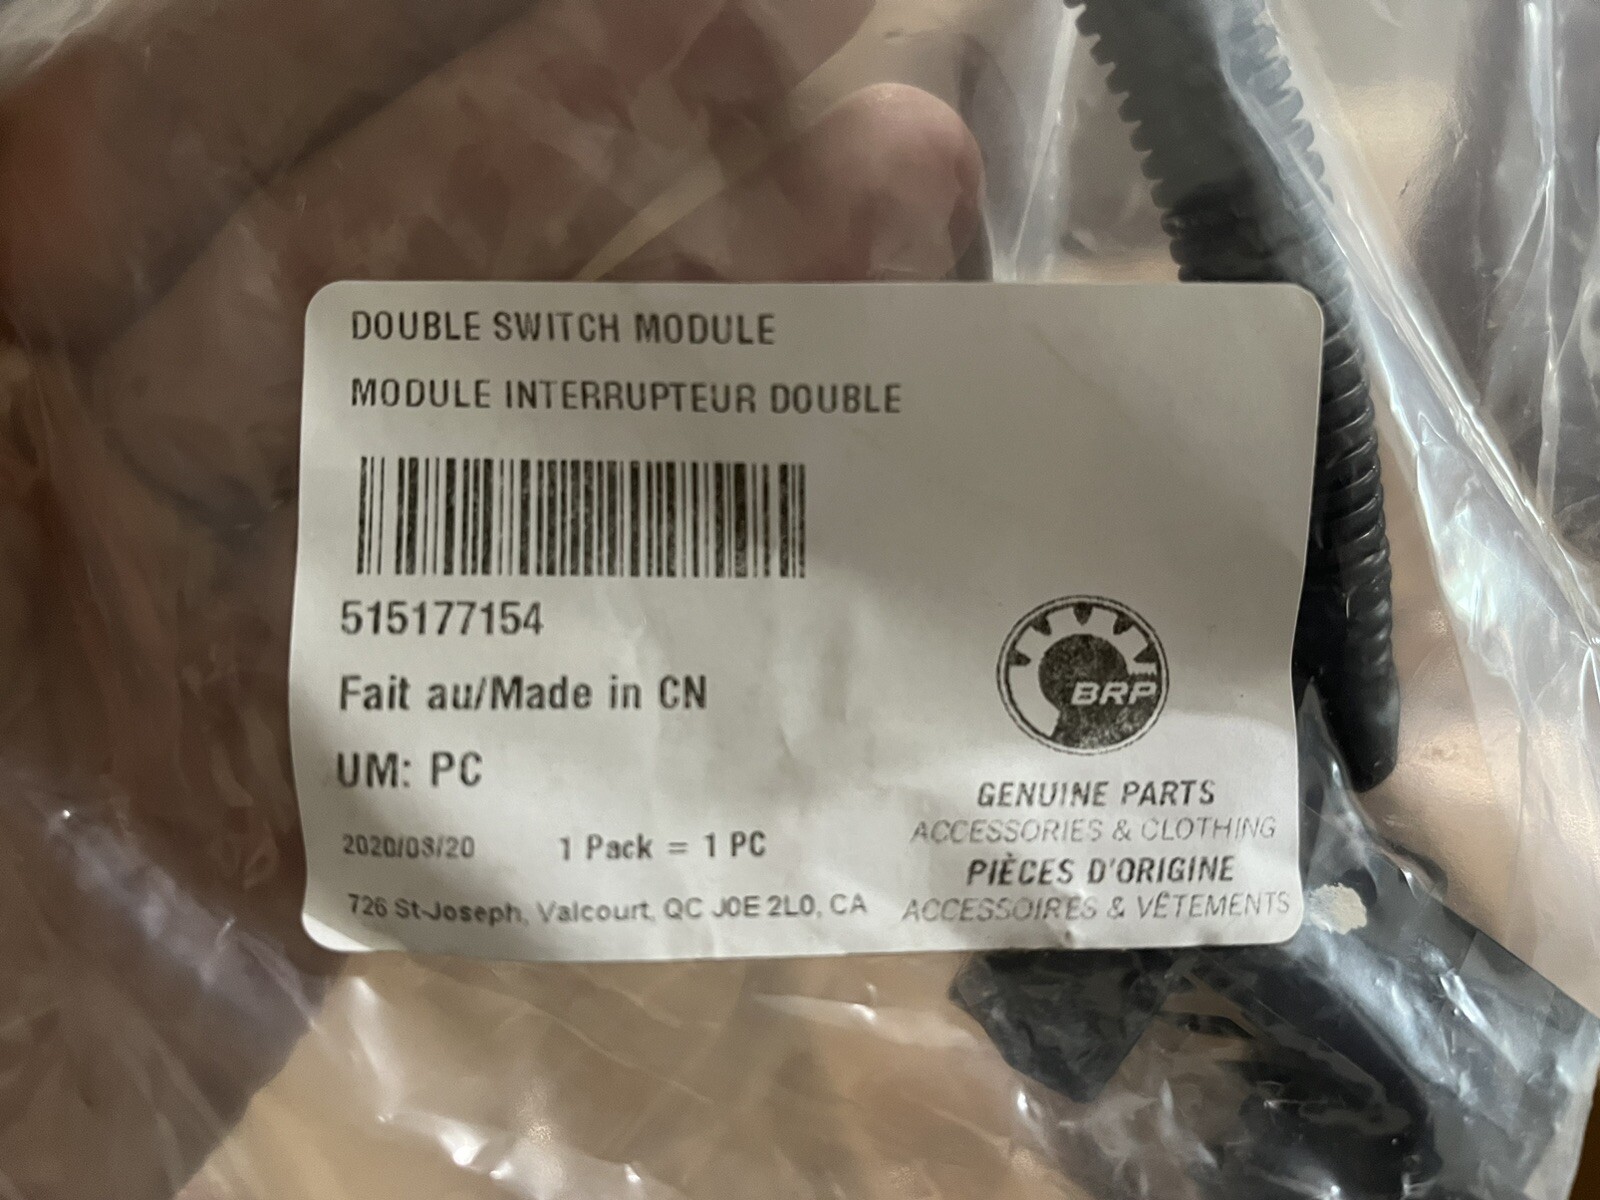 DOUBLE SWITCH MODULE
MODULE INTERRUPTEUR DOUBLE
515177154
Fait au/Made in CN
UM: PC
2020/03/20 1 Pack = 1 PC
726 St-Joseph, Valcourt, QC J0E 2L0, CA
BRP
GENUINE PARTS
ACCESSORIES & CLOTHING
PIÈCES D'ORIGINE
ACCESSOIRES & VÊTEMENTS